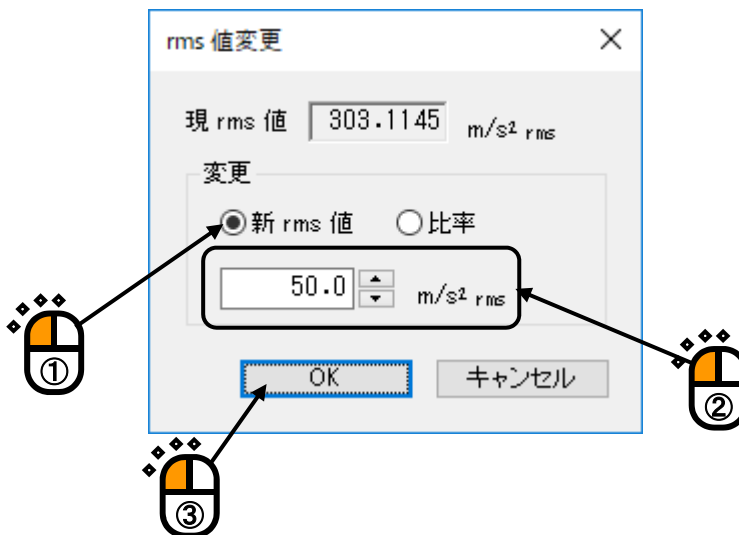 rms 値変更
現 rms 値 303.1145 m/s² rms
変更
新 rms 値 比率
50.0 m/s² rms
①
②
OK キャンセル
③